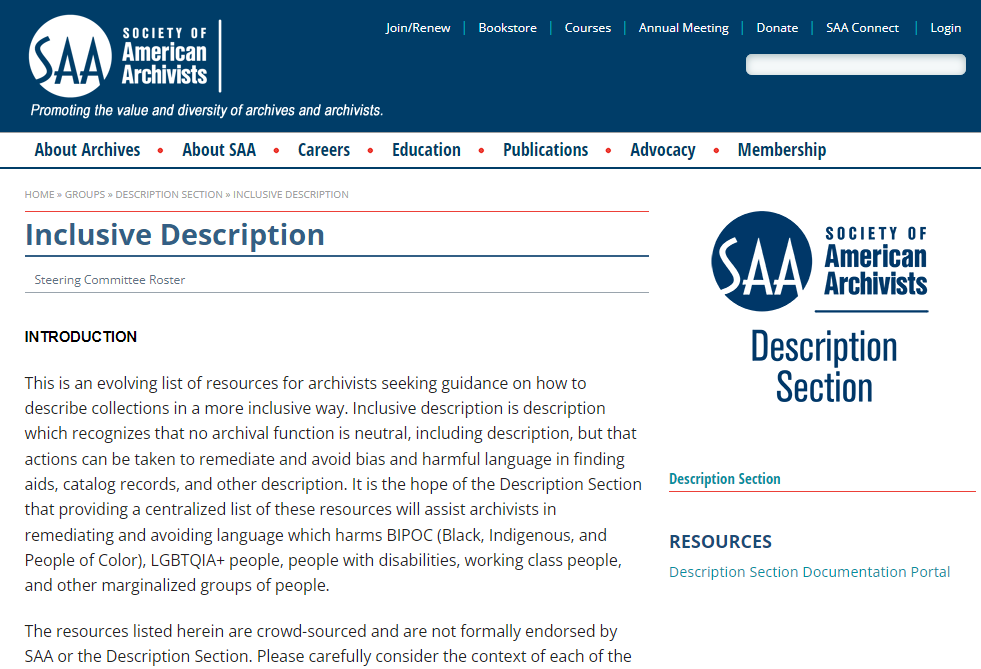 SAA
SOCIETY OF
American
Archivists
Promoting the value and diversity of archives and archivists.
Join/Renew
Bookstore
Courses
Annual Meeting
Donate
SAA Connect
Login
About Archives • About SAA • Careers • Education • Publications • Advocacy • Membership
HOME » GROUPS » DESCRIPTION SECTION » INCLUSIVE DESCRIPTION
Inclusive Description
Steering Committee Roster
INTRODUCTION
This is an evolving list of resources for archivists seeking guidance on how to
describe collections in a more inclusive way. Inclusive description is description
which recognizes that no archival function is neutral, including description, but that
actions can be taken to remediate and avoid bias and harmful language in finding
aids, catalog records, and other description. It is the hope of the Description Section
that providing a centralized list of these resources will assist archivists in
remediating and avoiding language which harms BIPOC (Black, Indigenous, and
People of Color), LGBTQIA+ people, people with disabilities, working class people,
and other marginalized groups of people.
The resources listed herein are crowd-sourced and are not formally endorsed by
SAA or the Description Section. Please carefully consider the context of each of the
SAA
SOCIETY OF
American
Archivists
Description
Section
Description Section
RESOURCES
Description Section Documentation Portal